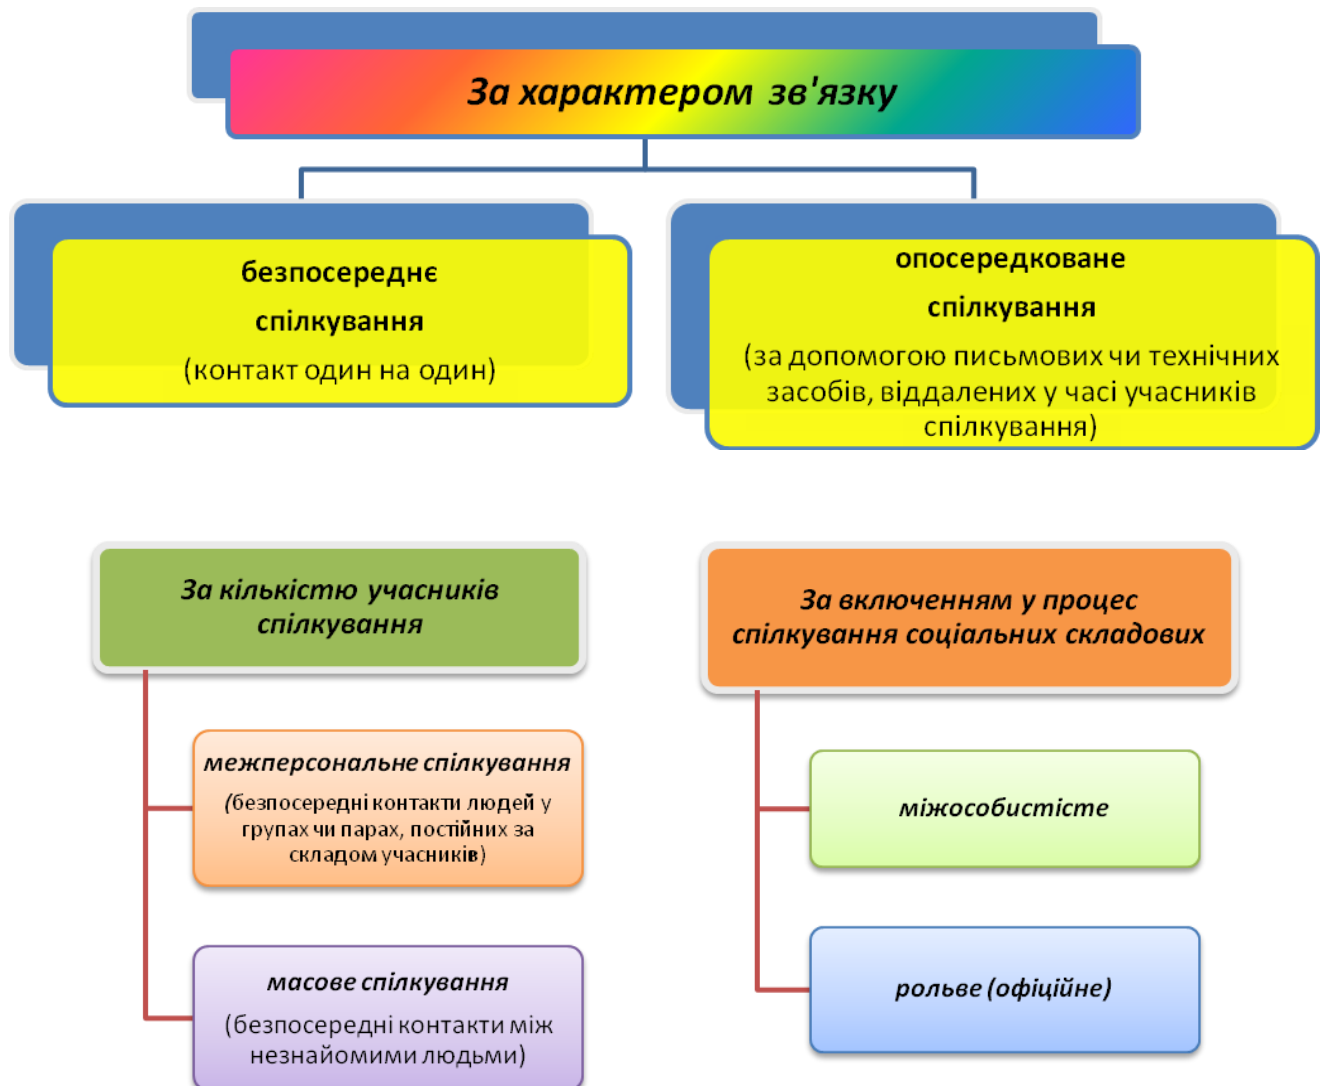 За характером зв'язку
безпосереднє
спілкування
(контакт один на один)
опосередковане
спілкування
(за допомогою письмових чи технічних
засобів, віддалених у часі учасників
спілкування)
За кількістю учасників
спілкування
межперсональне спілкування
(безпосередні контакти людей у
групах чи парах, постійних за
складом учасників)
масове спілкування
(безпосередні контакти між
незнайомими людьми)
За включенням у процес
спілкування соціальних складових
міжособистісте
рольве (офіційне)